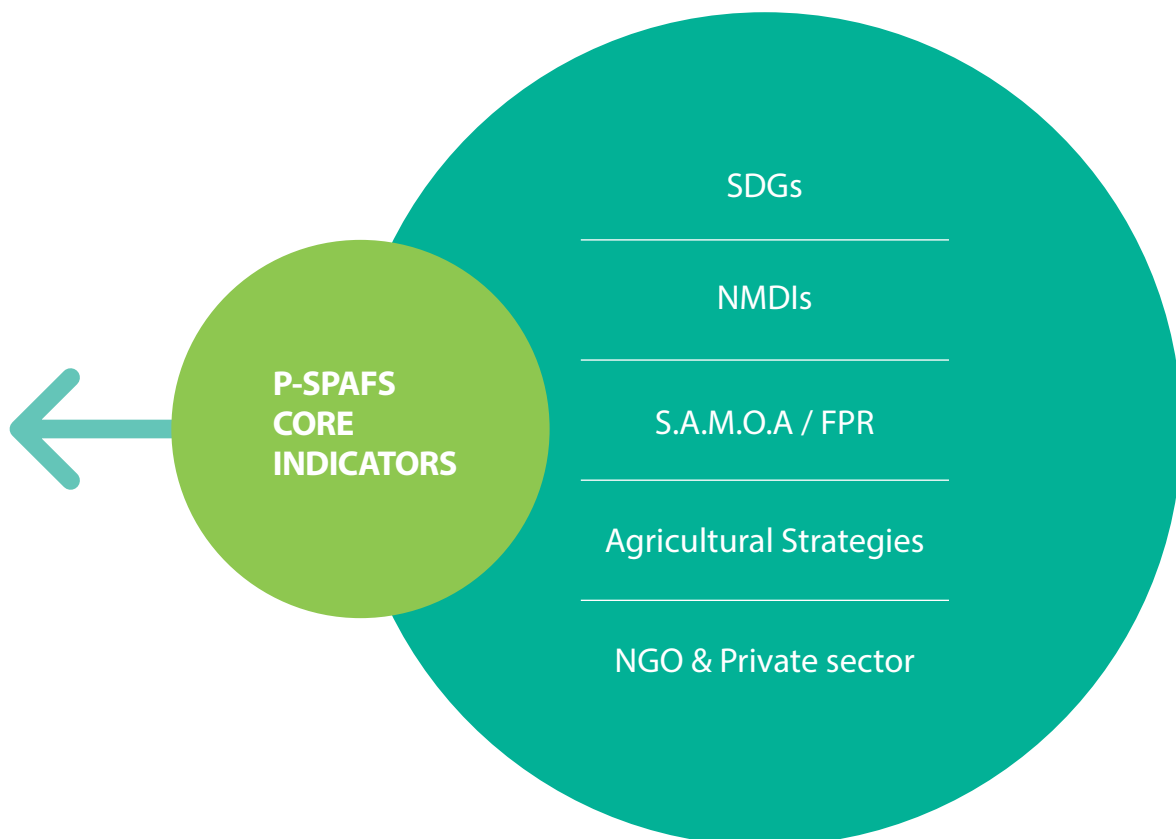 SDGs
NMDIs
P-SPAFS
CORE
INDICATORS
S.A.M.O.A / FPR
Agricultural Strategies
NGO & Private sector